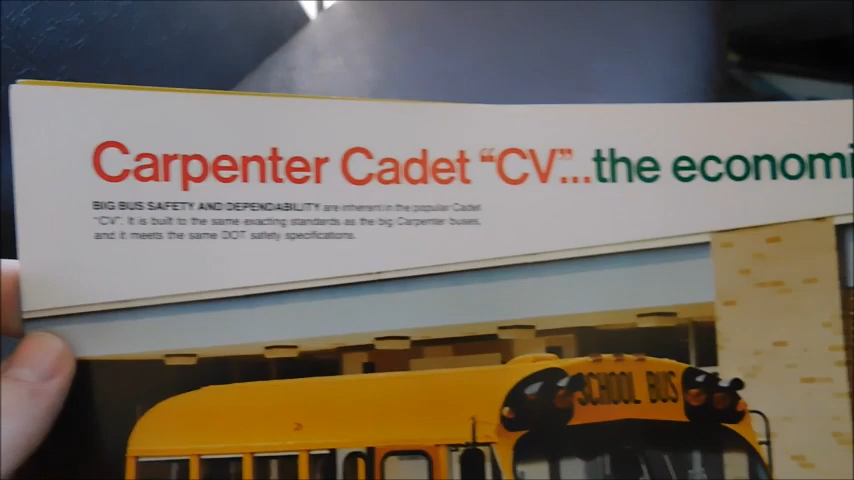 Carpenter Cadet “CV”...the economi
BIG BUS SAFETY AND DEPENDABILITY are inherent in the popular Cadet
“CV”. It is built to the same exacting standards as the big Carpenter buses,
and it meets the same DOT safety specifications.
SCHOOL BUS